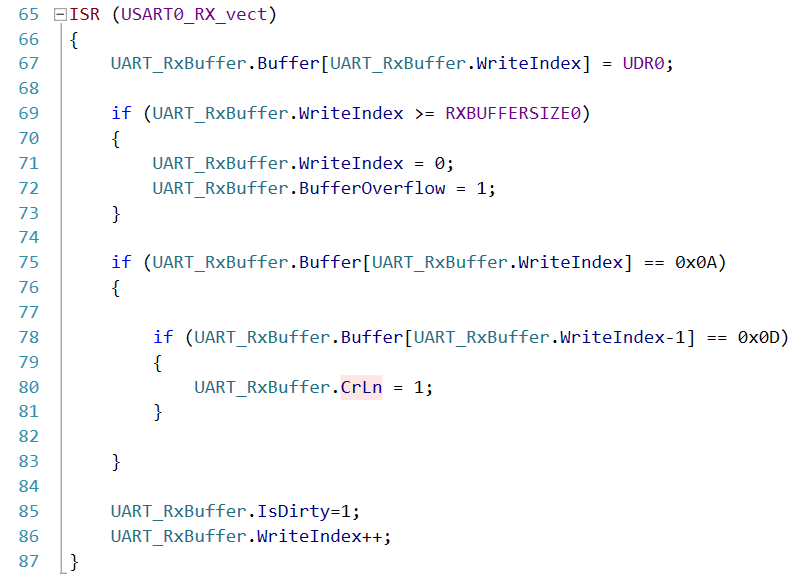 65 ISR (USART0_RX_vect)
66 {
67 UART_RxBuffer.Buffer[UART_RxBuffer.WriteIndex] = UDR0;
68
69 if (UART_RxBuffer.WriteIndex >= RXBUFFERSIZE0)
70 {
71 UART_RxBuffer.WriteIndex = 0;
72 UART_RxBuffer.BufferOverflow = 1;
73 }
74
75 if (UART_RxBuffer.Buffer[UART_RxBuffer.WriteIndex] == 0x0A)
76 {
77
78 if (UART_RxBuffer.Buffer[UART_RxBuffer.WriteIndex-1] == 0x0D)
79 {
80 UART_RxBuffer.CrLn = 1;
81 }
82
83 }
84
85 UART_RxBuffer.IsDirty=1;
86 UART_RxBuffer.WriteIndex++;
87 }